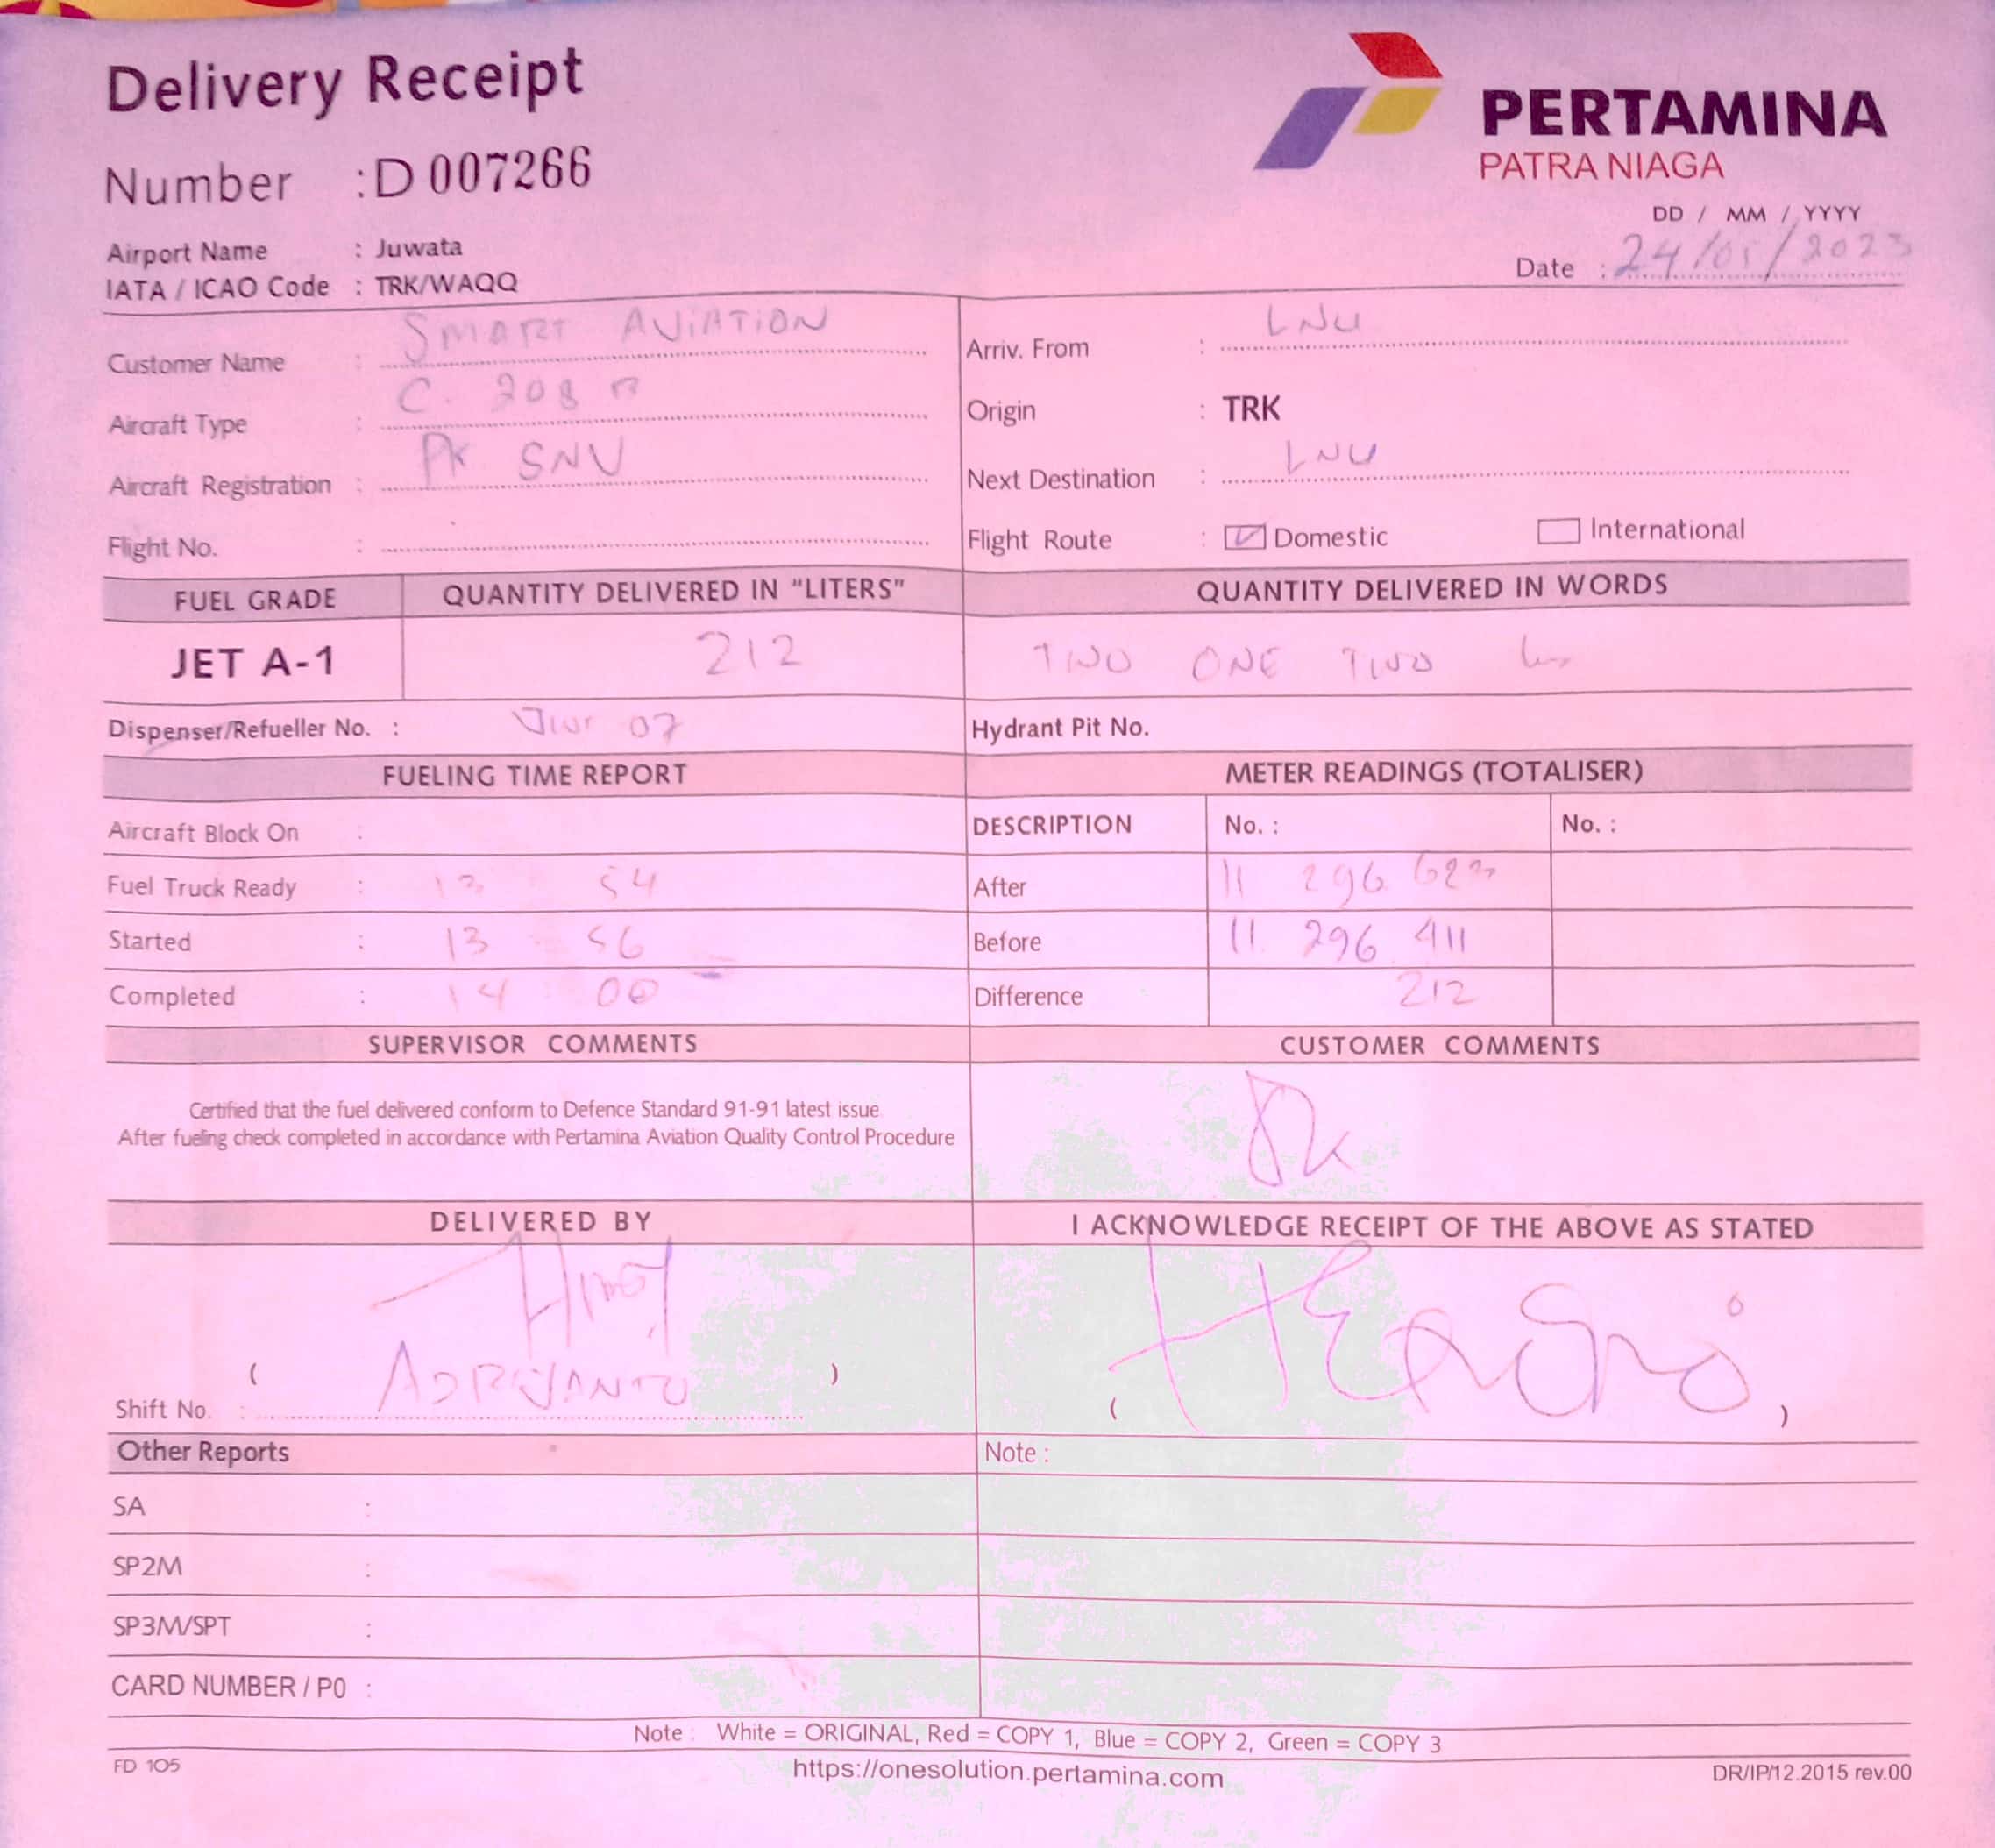 Delivery Receipt
PERTAMINA
PATRA NIAGA
Number : D 007266
DD / MM / YYYY
Airport Name : Juwata
Date : 24/05/2023
IATA / ICAO Code : TRK/WAQQ
Customer Name : SMART AVIATION
Arriv. From : LNU
Aircraft Type : C. 208 B
Origin : TRK
Aircraft Registration : PK SNV
Next Destination : LNU
Flight No. :
Flight Route : Domestic International
FUEL GRADE QUANTITY DELIVERED IN "LITERS" QUANTITY DELIVERED IN WORDS
JET A-1 212 TWO ONE TWO
Dispenser/Refueller No. : 07 Hydrant Pit No.
FUELING TIME REPORT METER READINGS (TOTALISER)
Aircraft Block On : DESCRIPTION No. : No. :
Fuel Truck Ready : 13 54 After 11 296 623
Started : 13 56 Before 11 296 411
Completed : 14 00 Difference 212
SUPERVISOR COMMENTS CUSTOMER COMMENTS
Certified that the fuel delivered conform to Defence Standard 91-91 latest issue
After fueling check completed in accordance with Pertamina Aviation Quality Control Procedure
Ok
DELIVERED BY I ACKNOWLEDGE RECEIPT OF THE ABOVE AS STATED
( )
( )
Shift No. :
Other Reports Note :
SA :
SP2M :
SP3M/SPT :
CARD NUMBER / P0 :
Note : White = ORIGINAL, Red = COPY 1, Blue = COPY 2, Green = COPY 3
FD 105 https://onesolution.pertamina.com DR/IP/12.2015 rev.00